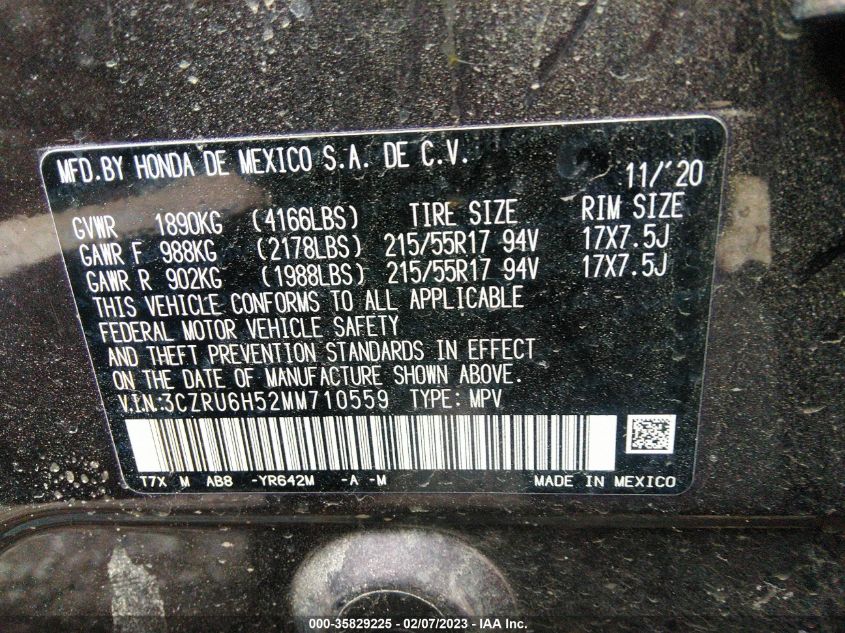 MFD.BY HONDA DE MEXICO S.A. DE C.V.
11/'20
GVWR 1890KG (4166LBS) TIRE SIZE RIM SIZE
GAWR F 988KG (2178LBS) 215/55R17 94V 17X7.5J
GAWR R 902KG (1988LBS) 215/55R17 94V 17X7.5J
THIS VEHICLE CONFORMS TO ALL APPLICABLE
FEDERAL MOTOR VEHICLE SAFETY
AND THEFT PREVENTION STANDARDS IN EFFECT
ON THE DATE OF MANUFACTURE SHOWN ABOVE.
V.I.N:3CZRU6H52MM710559 TYPE: MPV
T7X M AB8 -YR642M -A -M MADE IN MEXICO
000-35829225 - 02/07/2023 - IAA Inc.